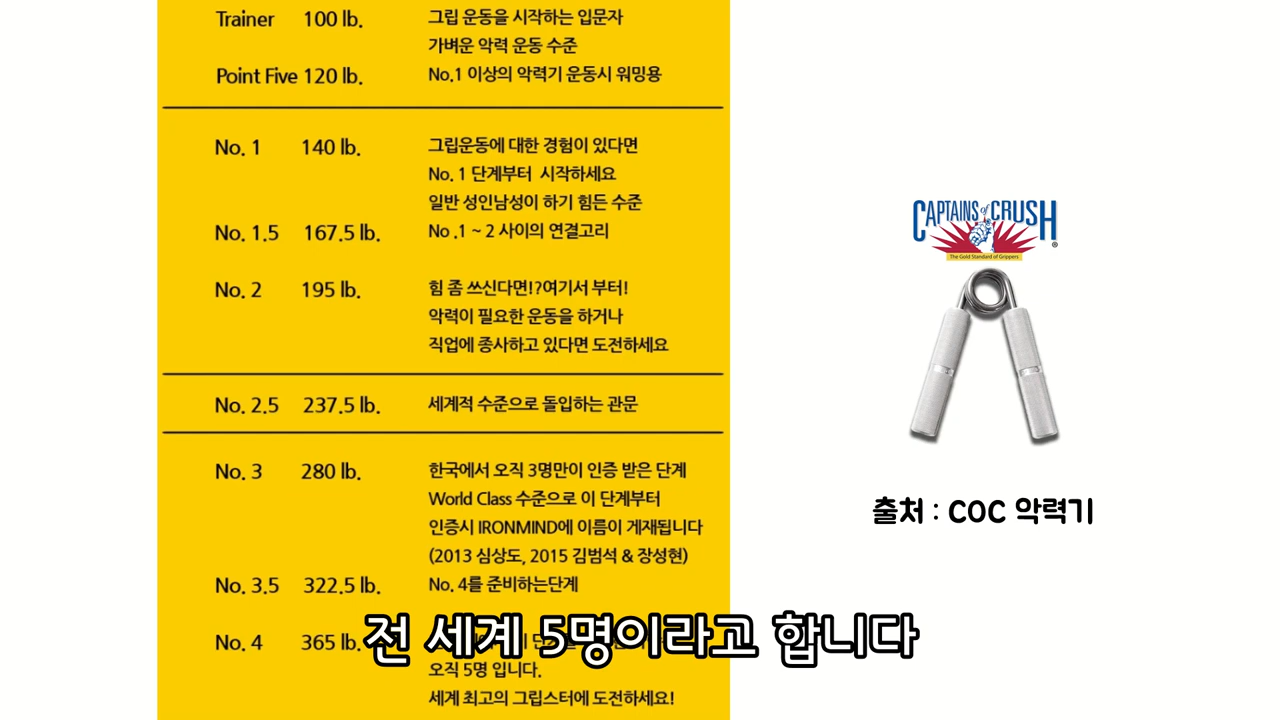 Trainer 100 lb. 그립 운동을 시작하는 입문자
가벼운 악력 운동 수준
Point Five 120 lb. No.1 이상의 악력기 운동시 워밍용
No. 1 140 lb. 그립운동에 대한 경험이 있다면
No. 1 단계부터 시작하세요
일반 성인남성이 하기 힘든 수준
No. 1.5 167.5 lb. No .1 ~ 2 사이의 연결고리
No. 2 195 lb. 힘 좀 쓰신다면!?여기서 부터!
악력이 필요한 운동을 하거나
직업에 종사하고 있다면 도전하세요
No. 2.5 237.5 lb. 세계적 수준으로 돌입하는 관문
No. 3 280 lb. 한국에서 오직 3명만이 인증 받은 단계
World Class 수준으로 이 단계부터
인증시 IRONMIND에 이름이 게재됩니다
(2013 심상도, 2015 김범석 & 장성현)
No. 3.5 322.5 lb. No. 4를 준비하는단계
No. 4 365 lb.
오직 5명 입니다.
세계 최고의 그립스터에 도전하세요!
CAPTAINS of CRUSH ®
The Gold Standard of Grippers
출처 : COC 악력기
전 세계 5명이라고 합니다